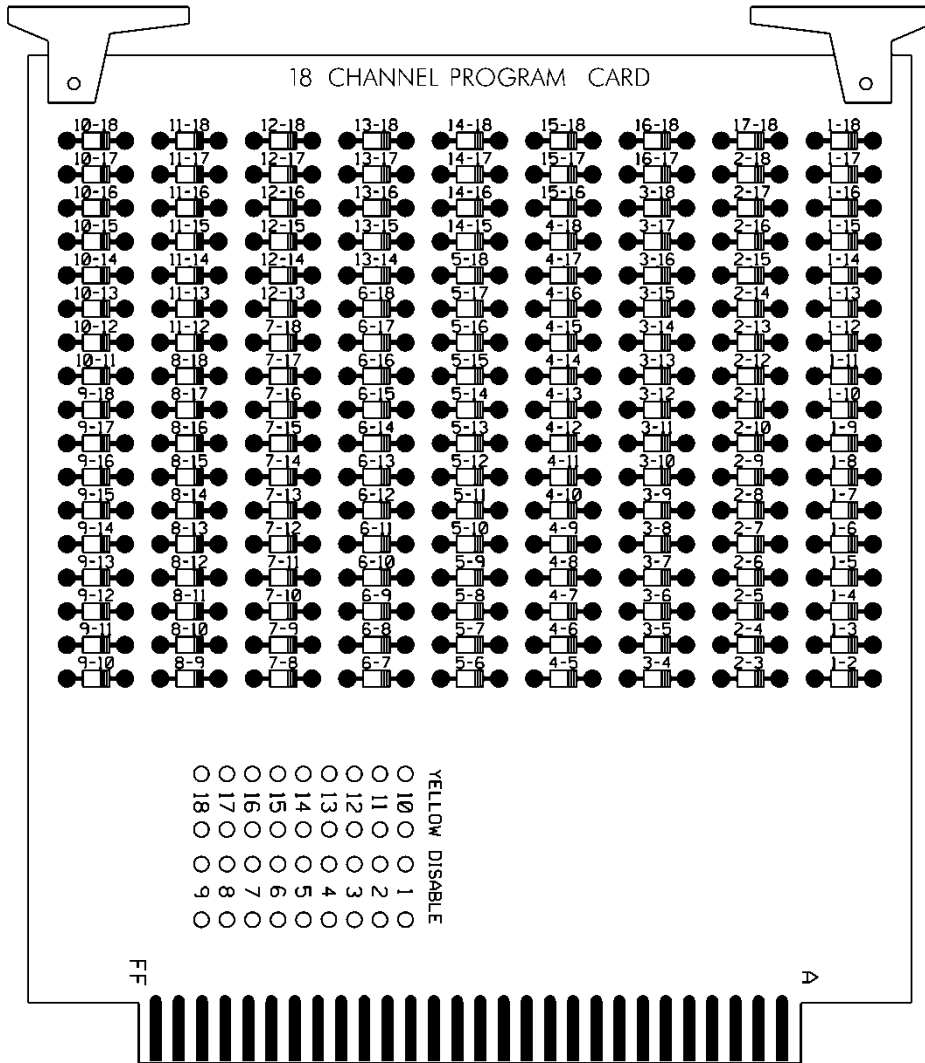 18 CHANNEL PROGRAM CARD
10-18 11-18 12-18 13-18 14-18 15-18 16-18 17-18 1-18
10-17 11-17 12-17 13-17 14-17 15-17 16-17 2-18 1-17
10-16 11-16 12-16 13-16 14-16 15-16 3-18 2-17 1-16
10-15 11-15 12-15 13-15 14-15 4-18 3-17 2-16 1-15
10-14 11-14 12-14 13-14 5-18 4-17 3-16 2-15 1-14
10-13 11-13 12-13 6-18 5-17 4-16 3-15 2-14 1-13
10-12 11-12 7-18 6-17 5-16 4-15 3-14 2-13 1-12
10-11 8-18 7-17 6-16 5-15 4-14 3-13 2-12 1-11
9-18 8-17 7-16 6-15 5-14 4-13 3-12 2-11 1-10
9-17 8-16 7-15 6-14 5-13 4-12 3-11 2-10 1-9
9-16 8-15 7-14 6-13 5-12 4-11 3-10 2-9 1-8
9-15 8-14 7-13 6-12 5-11 4-10 3-9 2-8 1-7
9-14 8-13 7-12 6-11 5-10 4-9 3-8 2-7 1-6
9-13 8-12 7-11 6-10 5-9 4-8 3-7 2-6 1-5
9-12 8-11 7-10 6-9 5-8 4-7 3-6 2-5 1-4
9-11 8-10 7-9 6-8 5-7 4-6 3-5 2-4 1-3
9-10 8-9 7-8 6-7 5-6 4-5 3-4 2-3 1-2
YELLOW DISABLE
10 1
11 2
12 3
13 4
14 5
15 6
16 7
17 8
18 9
FF
A